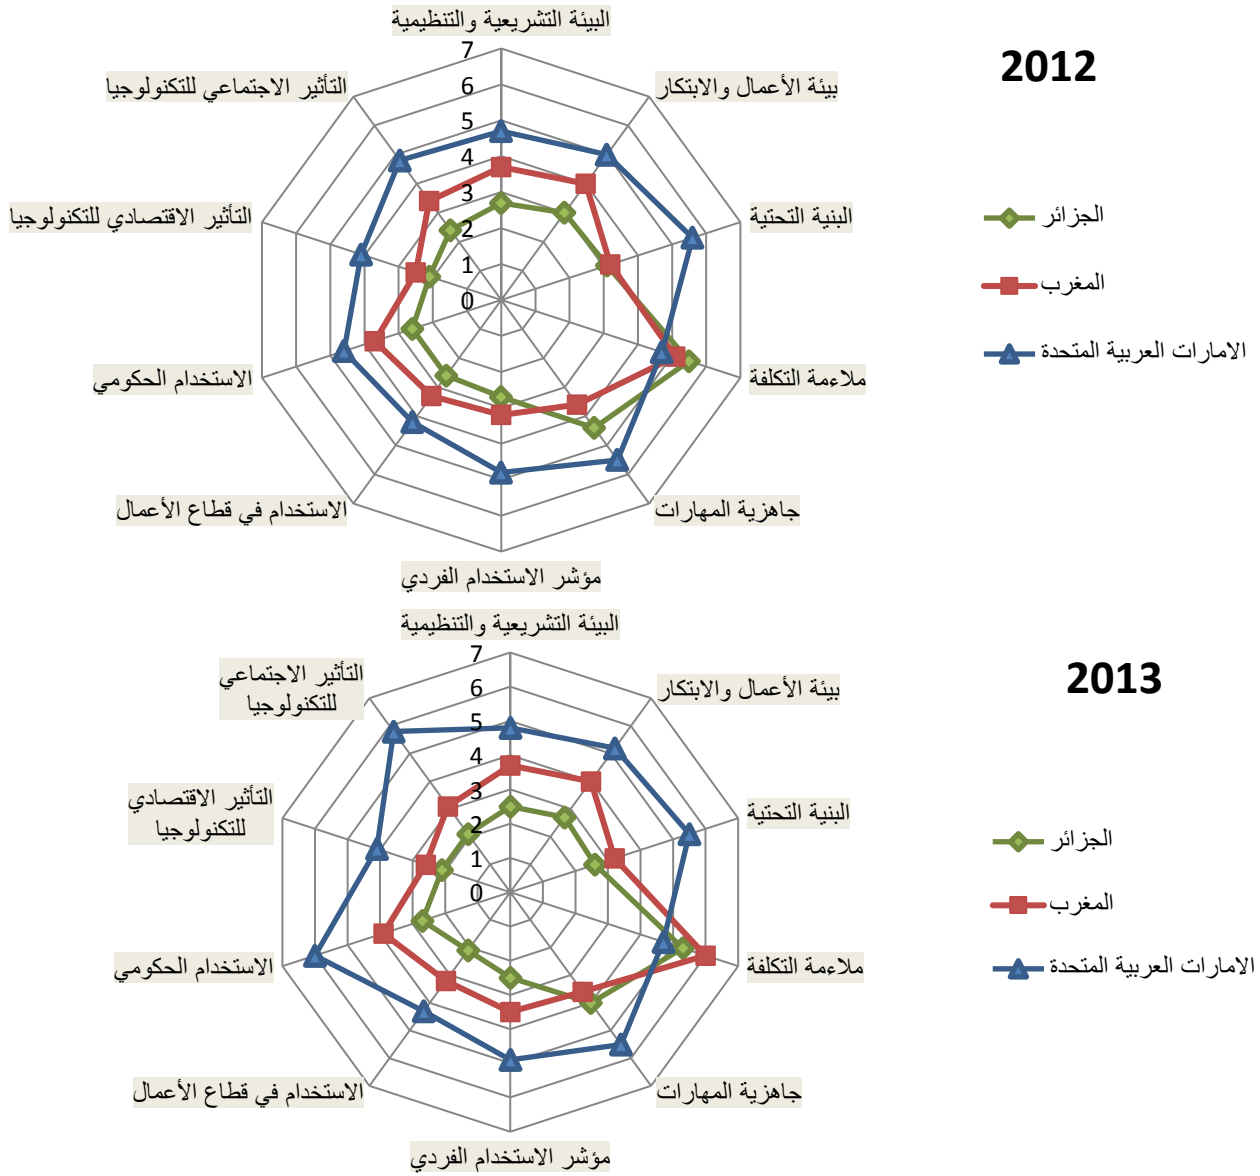 البيئة التشريعية والتنظيمية
2012
7
6
5
4
3
2
1
0
بيئة الأعمال والابتكار
البنية التحتية
ملاءمة التكلفة
جاهزية المهارات
مؤشر الاستخدام الفردي
الاستخدام في قطاع الأعمال
الاستخدام الحكومي
التأثير الاقتصادي للتكنولوجيا
التأثير الاجتماعي للتكنولوجيا
الجزائر
المغرب
الامارات العربية المتحدة
البيئة التشريعية والتنظيمية
2013
7
6
5
4
3
2
1
0
بيئة الأعمال والابتكار
البنية التحتية
ملاءمة التكلفة
جاهزية المهارات
مؤشر الاستخدام الفردي
الاستخدام في قطاع الأعمال
الاستخدام الحكومي
التأثير الاقتصادي
للتكنولوجيا
التأثير الاجتماعي
للتكنولوجيا
الجزائر
المغرب
الامارات العربية المتحدة